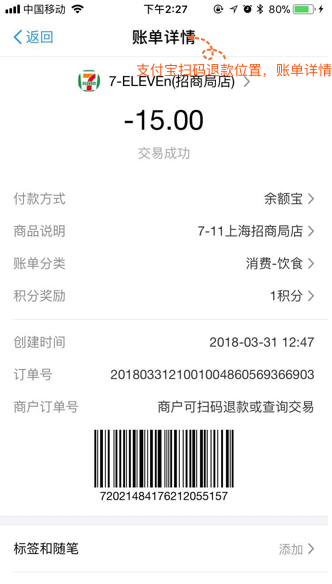 中国移动 下午2:27 80%
返回 账单详情
支付宝扫码退款位置，账单详情
7-ELEVEn(招商局店)
-15.00
交易成功
付款方式 余额宝
商品说明 7-11上海招商局店
账单分类 消费-饮食
积分奖励 1积分
创建时间 2018-03-31 12:47
订单号 2018033121001004860569366903
商户订单号 商户可扫码退款或查询交易
72021484176212055157
标签和随笔 添加